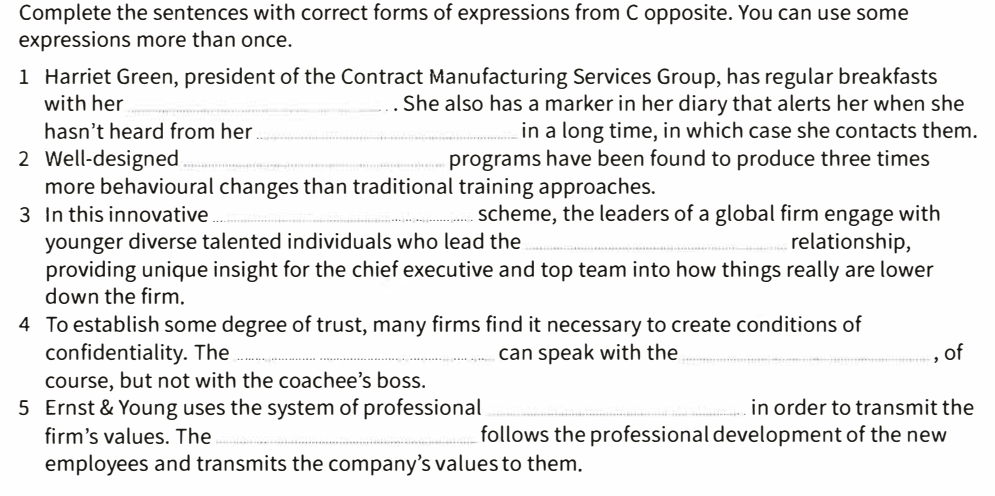 Complete the sentences with correct forms of expressions from C opposite. You can use some
expressions more than once.
1 Harriet Green, president of the Contract Manufacturing Services Group, has regular breakfasts
with her ........................................ . She also has a marker in her diary that alerts her when she
hasn't heard from her ........................................ in a long time, in which case she contacts them.
2 Well-designed ........................................ programs have been found to produce three times
more behavioural changes than traditional training approaches.
3 In this innovative ........................................ scheme, the leaders of a global firm engage with
younger diverse talented individuals who lead the ........................................ relationship,
providing unique insight for the chief executive and top team into how things really are lower
down the firm.
4 To establish some degree of trust, many firms find it necessary to create conditions of
confidentiality. The ........................................ can speak with the ........................................ , of
course, but not with the coachee's boss.
5 Ernst & Young uses the system of professional ........................................ in order to transmit the
firm's values. The ........................................ follows the professional development of the new
employees and transmits the company's values to them.